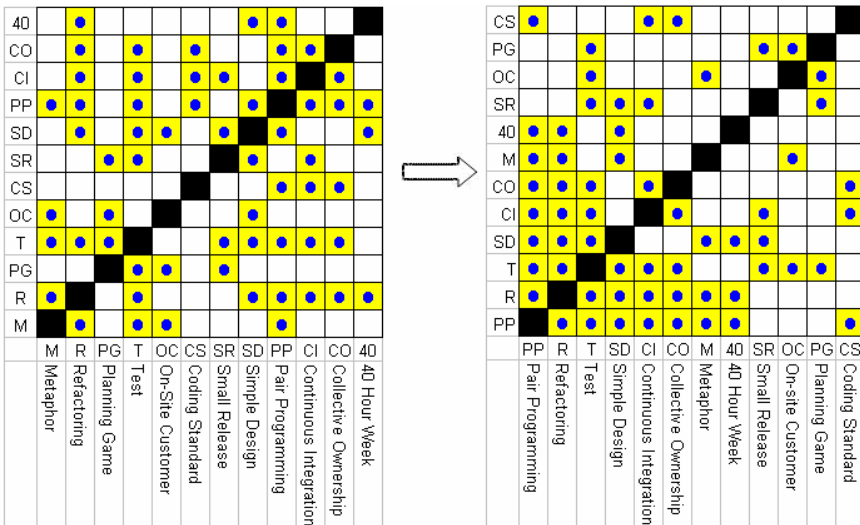 40
CO
CI
PP
SD
SR
CS
OC
T
PG
R
M
M R PG T OC CS SR SD PP CI CO 40
Metaphor
Refactoring
Planning Game
Test
On-Site Customer
Coding Standard
Small Release
Simple Design
Pair Programming
Continuous Integration
Collective Ownership
40 Hour Week
CS
PG
OC
SR
40
M
CO
CI
SD
T
R
PP
PP R T SD CI CO M 40 SR OC PG CS
Pair Programming
Refactoring
Test
Simple Design
Continuous Integration
Collective Ownership
Metaphor
40 Hour Week
Small Release
On-site Customer
Planning Game
Coding Standard